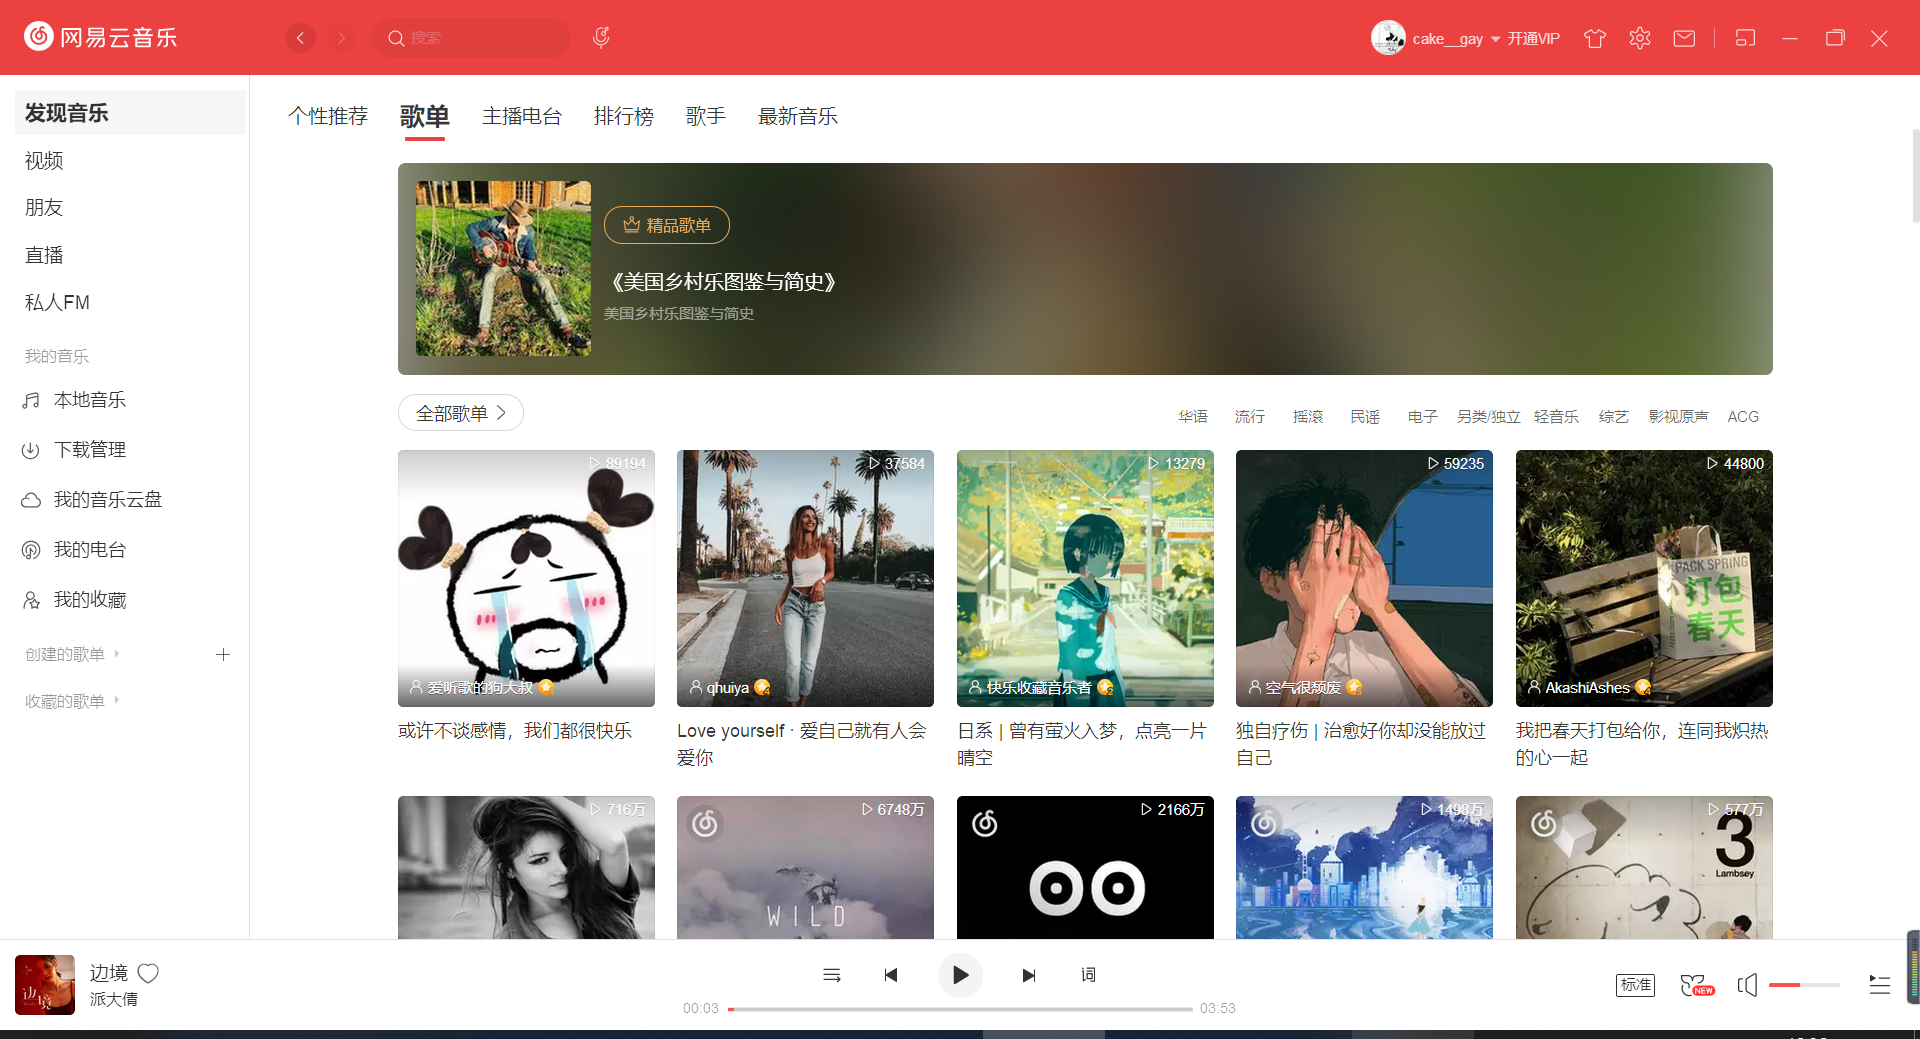 网易云音乐
搜索
cake__gay
开通VIP
发现音乐
视频
朋友
直播
私人FM
我的音乐
本地音乐
下载管理
我的音乐云盘
我的电台
我的收藏
创建的歌单
收藏的歌单
个性推荐
歌单
主播电台
排行榜
歌手
最新音乐
精品歌单
《美国乡村乐图鉴与简史》
美国乡村乐图鉴与简史
全部歌单
华语 流行 摇滚 民谣 电子 另类/独立 轻音乐 综艺 影视原声 ACG
89194
爱听歌的狗大叔
或许不谈感情，我们都很快乐
37584
qhuiya
Love yourself · 爱自己就有人会
爱你
13279
快乐收藏音乐者
日系 | 曾有萤火入梦，点亮一片
晴空
59235
空气很颓废
独自疗伤 | 治愈好你却没能放过
自己
44800
PACK SPRING
打包
春天
AkashiAshes
我把春天打包给你，连同我炽热
的心一起
716万
6748万
WILD
2166万
1498万
577万
3
Lambsey
边境
边境
派大倩
词
00:03
03:53
标准
NEW